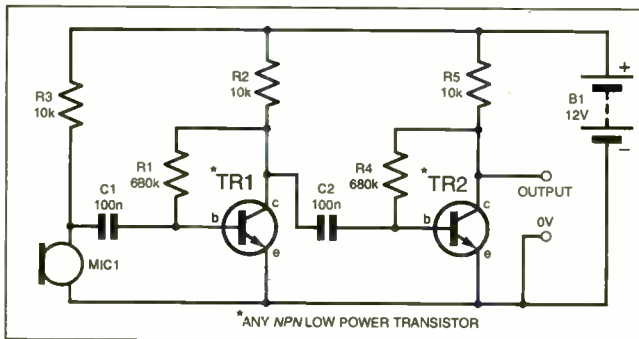 R3
10k
R2
10k
R5
10k
+
B1
12V
−
R1
680k
*TR1
R4
680k
*TR2
C1
100n
C2
100n
b
c
e
b
c
e
OUTPUT
0V
MIC1
*ANY NPN LOW POWER TRANSISTOR